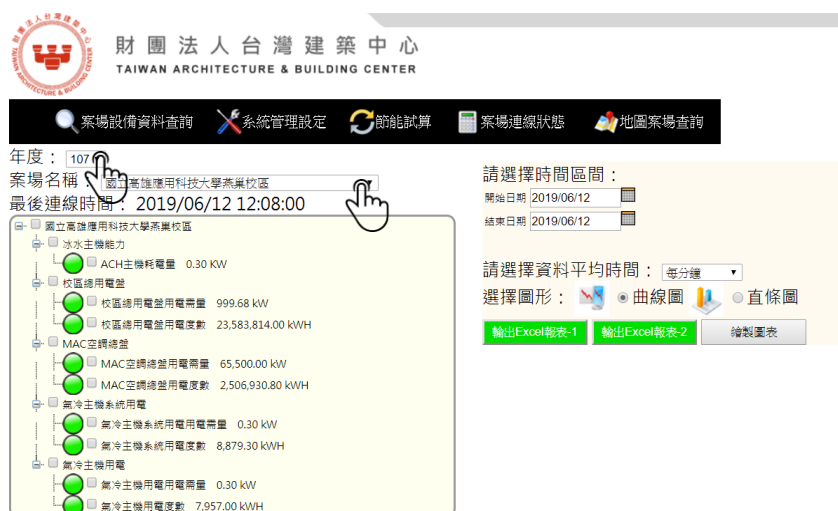 財團法人台灣建築中心
TAIWAN ARCHITECTURE & BUILDING CENTER
案場設備資料查詢 系統管理設定 節能試算 案場連線狀態 地圖案場查詢
年度： 107
案場名稱： 國立高雄應用科技大學燕巢校區
最後連線時間： 2019/06/12 12:08:00
國立高雄應用科技大學燕巢校區
冰水主機能力
ACH主機耗電量 0.30 KW
校區總用電盤
校區總用電盤用電需量 999.68 kW
校區總用電盤用電度數 23,583,814.00 kWH
MAC空調總盤
MAC空調總盤用電需量 65,500.00 kW
MAC空調總盤用電度數 2,506,930.80 kWH
氣冷主機系統用電
氣冷主機系統用電用電需量 0.30 kW
氣冷主機系統用電度數 8,879.30 kWH
氣冷主機用電
氣冷主機用電用電需量 0.30 kW
氣冷主機用電度數 7,957.00 kWH
請選擇時間區間：
開始日期 2019/06/12
結束日期 2019/06/12
請選擇資料平均時間： 每分鐘
選擇圖形： 曲線圖 直條圖
輸出Excel報表-1 輸出Excel報表-2 繪製圖表